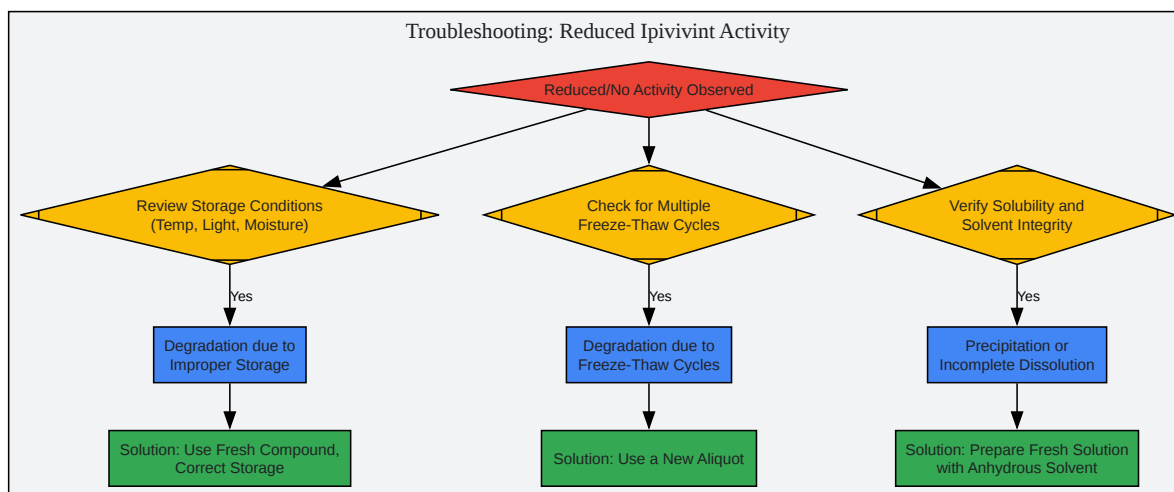 Troubleshooting: Reduced Ipivivint Activity
Reduced/No Activity Observed
Review Storage Conditions
(Temp, Light, Moisture)
Check for Multiple
Freeze-Thaw Cycles
Verify Solubility and
Solvent Integrity
Yes
Yes
Yes
Degradation due to
Improper Storage
Degradation due to
Freeze-Thaw Cycles
Precipitation or
Incomplete Dissolution
Solution: Use Fresh Compound,
Correct Storage
Solution: Use a New Aliquot
Solution: Prepare Fresh Solution
with Anhydrous Solvent